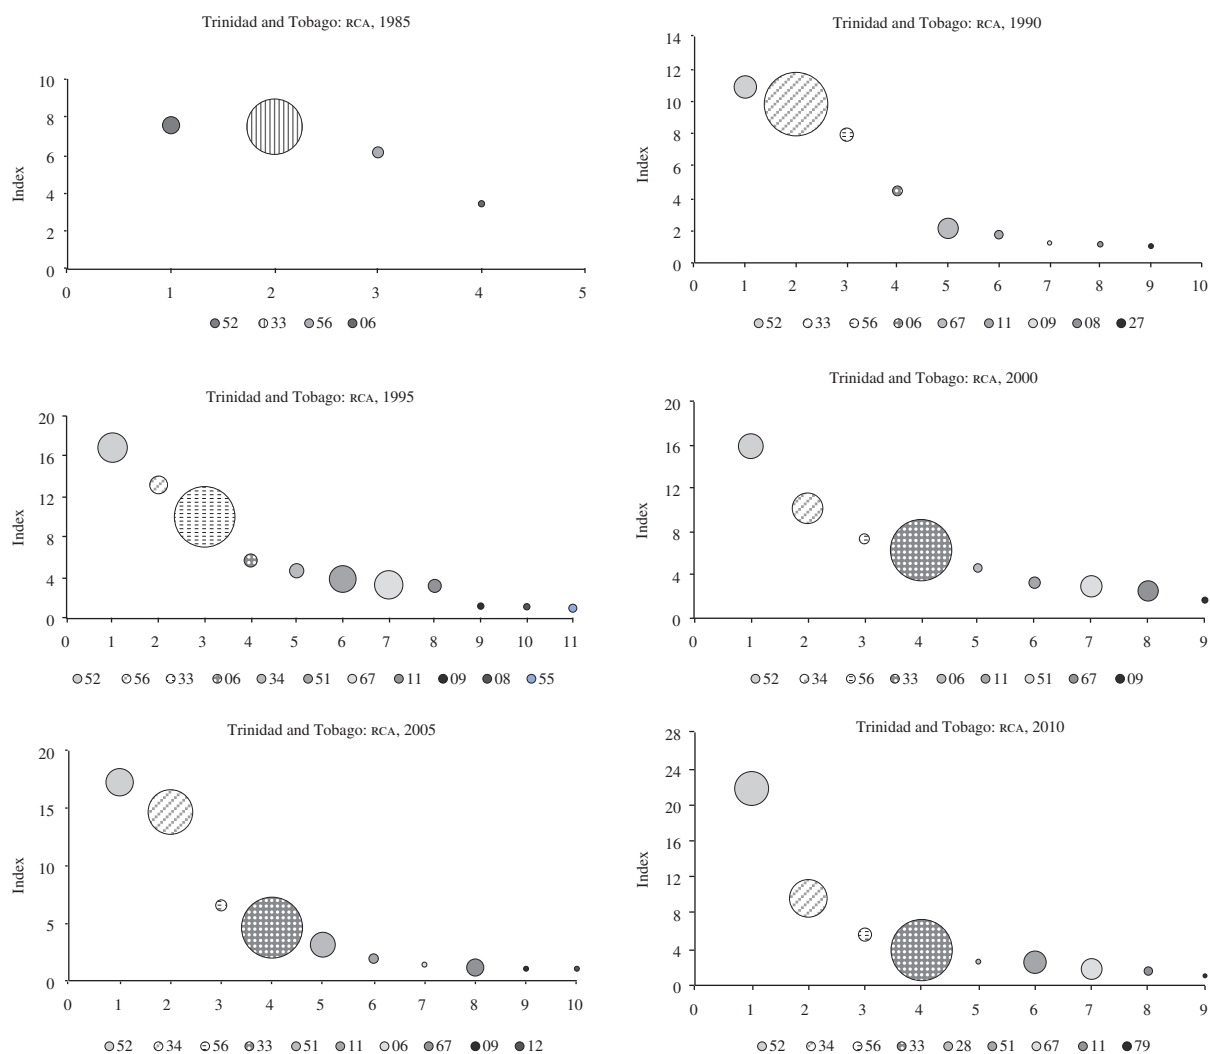 Trinidad and Tobago: RCA, 1985
10
8
6
4
2
0
Index
0 1 2 3 4 5
52 33 56 06
Trinidad and Tobago: RCA, 1990
14
12
10
8
6
4
2
0
Index
0 1 2 3 4 5 6 7 8 9 10
52 33 56 06 67 11 09 08 27
Trinidad and Tobago: RCA, 1995
20
16
12
8
4
0
Index
0 1 2 3 4 5 6 7 8 9 10 11
52 56 33 06 34 51 67 11 09 08 55
Trinidad and Tobago: RCA, 2000
20
16
12
8
4
0
Index
0 1 2 3 4 5 6 7 8 9
52 34 56 33 06 11 51 67 09
Trinidad and Tobago: RCA, 2005
20
15
10
5
0
Index
0 1 2 3 4 5 6 7 8 9 10
52 34 56 33 51 11 06 67 09 12
Trinidad and Tobago: RCA, 2010
28
24
20
16
12
8
4
0
Index
0 1 2 3 4 5 6 7 8 9
52 34 56 33 28 51 67 11 79